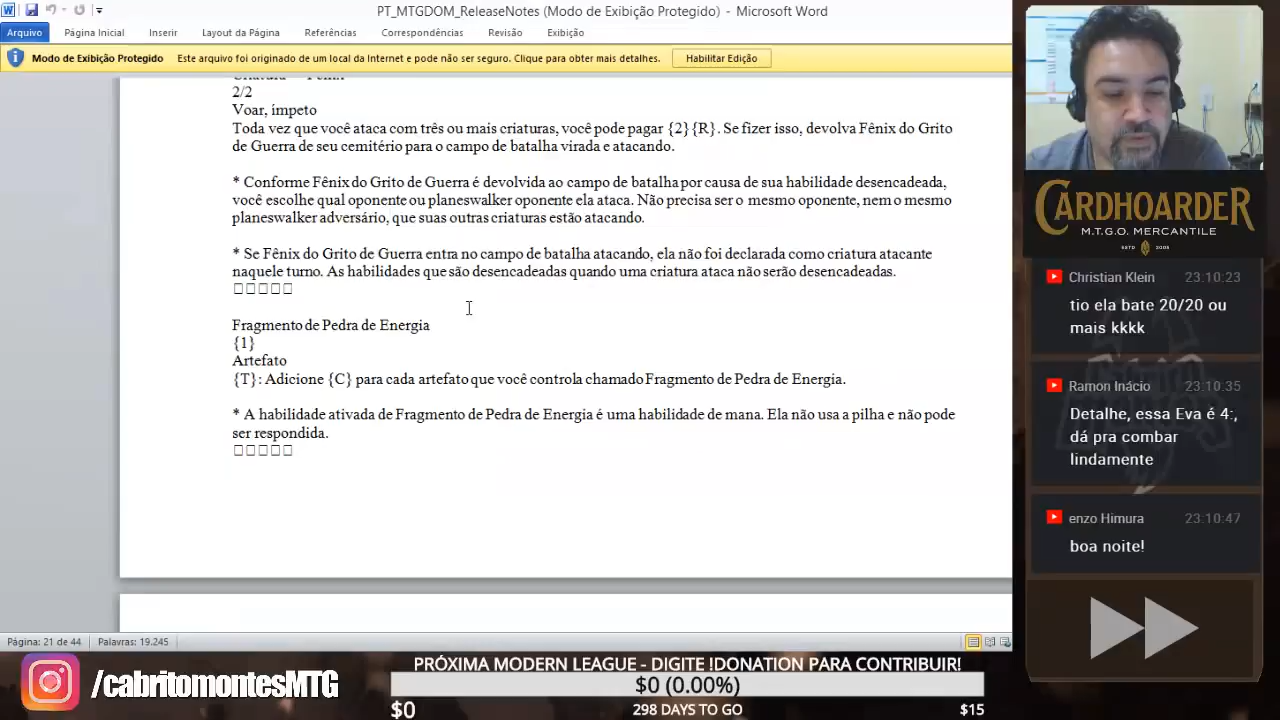 PT_MTGDOM_ReleaseNotes (Modo de Exibição Protegido) - Microsoft Word
Arquivo Página Inicial Inserir Layout da Página Referências Correspondências Revisão Exibição
Modo de Exibição Protegido Este arquivo foi originado de um local da Internet e pode não ser seguro. Clique para obter mais detalhes. Habilitar Edição
2/2
Voar, ímpeto
Toda vez que você ataca com três ou mais criaturas, você pode pagar {2}{R}. Se fizer isso, devolva Fênix do Grito
de Guerra de seu cemitério para o campo de batalha virada e atacando.
* Conforme Fênix do Grito de Guerra é devolvida ao campo de batalha por causa de sua habilidade desencadeada,
você escolhe qual oponente ou planeswalker oponente ela ataca. Não precisa ser o mesmo oponente, nem o mesmo
planeswalker adversário, que suas outras criaturas estão atacando.
* Se Fênix do Grito de Guerra entra no campo de batalha atacando, ela não foi declarada como criatura atacante
naquele turno. As habilidades que são desencadeadas quando uma criatura ataca não serão desencadeadas.
Fragmento de Pedra de Energia
{1}
Artefato
{T}: Adicione {C} para cada artefato que você controla chamado Fragmento de Pedra de Energia.
* A habilidade ativada de Fragmento de Pedra de Energia é uma habilidade de mana. Ela não usa a pilha e não pode
ser respondida.
Página: 21 de 44 Palavras: 19.245
CARDHOARDER
M.T.G.O. MERCANTILE
Christian Klein 23:10:23
tio ela bate 20/20 ou
mais kkkk
Ramon Inácio 23:10:35
Detalhe, essa Eva é 4:,
dá pra combar
lindamente
enzo Himura 23:10:47
boa noite!
/cabritomontesMTG
PRÓXIMA MODERN LEAGUE - DIGITE !DONATION PARA CONTRIBUIR!
$0 (0.00%)
$0 298 DAYS TO GO $15